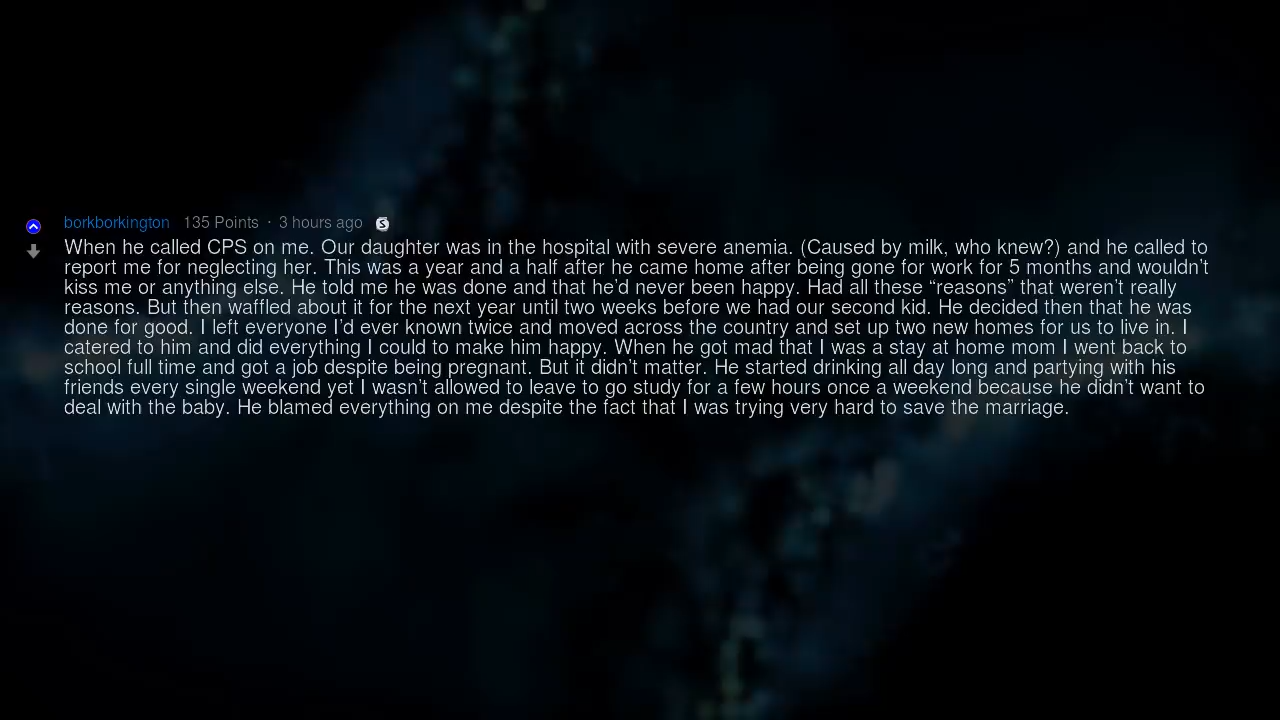 borkborkington 135 Points · 3 hours ago
When he called CPS on me. Our daughter was in the hospital with severe anemia. (Caused by milk, who knew?) and he called to
report me for neglecting her. This was a year and a half after he came home after being gone for work for 5 months and wouldn't
kiss me or anything else. He told me he was done and that he'd never been happy. Had all these “reasons” that weren't really
reasons. But then waffled about it for the next year until two weeks before we had our second kid. He decided then that he was
done for good. I left everyone I'd ever known twice and moved across the country and set up two new homes for us to live in. I
catered to him and did everything I could to make him happy. When he got mad that I was a stay at home mom I went back to
school full time and got a job despite being pregnant. But it didn't matter. He started drinking all day long and partying with his
friends every single weekend yet I wasn't allowed to leave to go study for a few hours once a weekend because he didn't want to
deal with the baby. He blamed everything on me despite the fact that I was trying very hard to save the marriage.